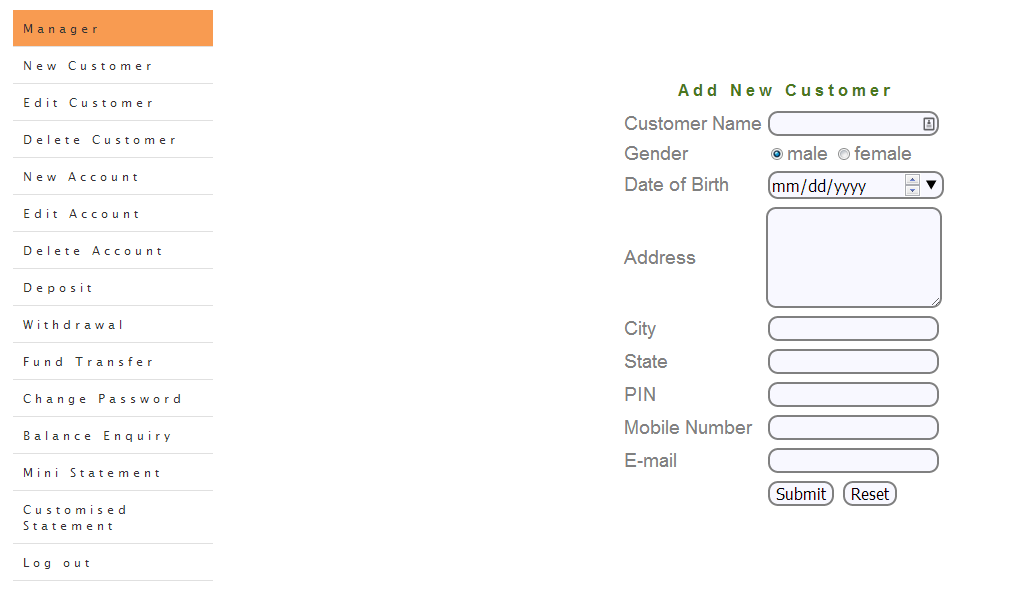 Manager
New Customer
Edit Customer
Delete Customer
New Account
Edit Account
Delete Account
Deposit
Withdrawal
Fund Transfer
Change Password
Balance Enquiry
Mini Statement
Customised
Statement
Log out
Add New Customer
Customer Name
Gender male female
Date of Birth mm/dd/yyyy
Address
City
State
PIN
Mobile Number
E-mail
Submit Reset